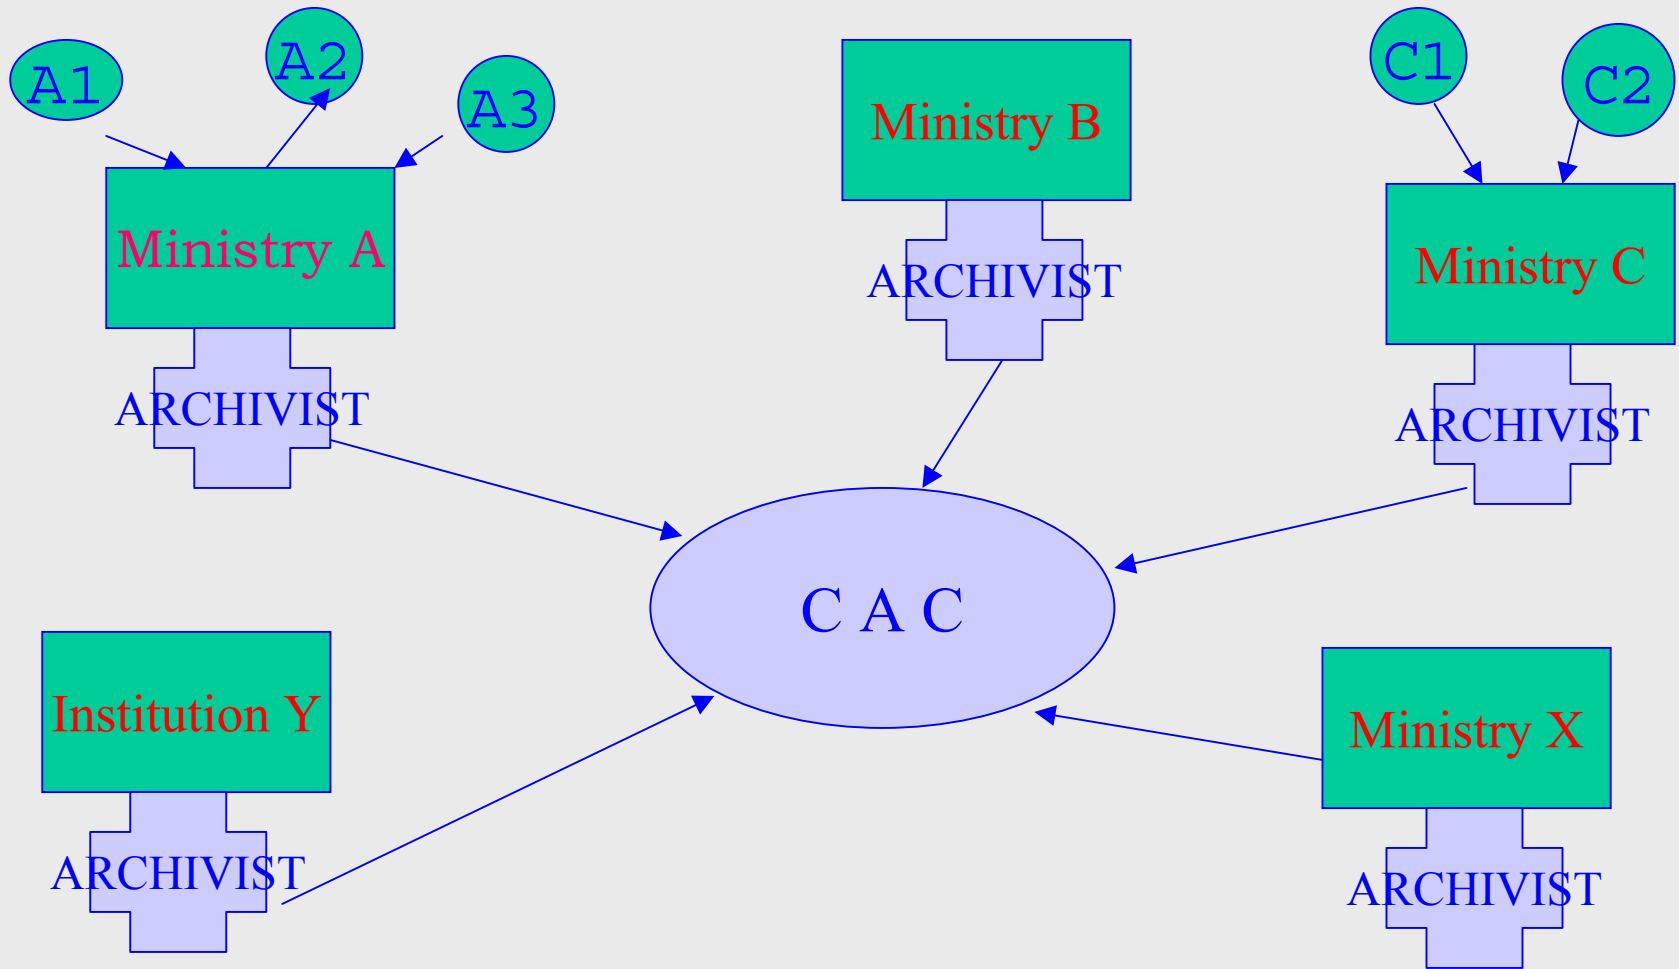 A1
A2
A3
C1
C2
Ministry A
Ministry B
Ministry C
ARCHIVIST
ARCHIVIST
ARCHIVIST
C A C
Institution Y
Ministry X
ARCHIVIST
ARCHIVIST